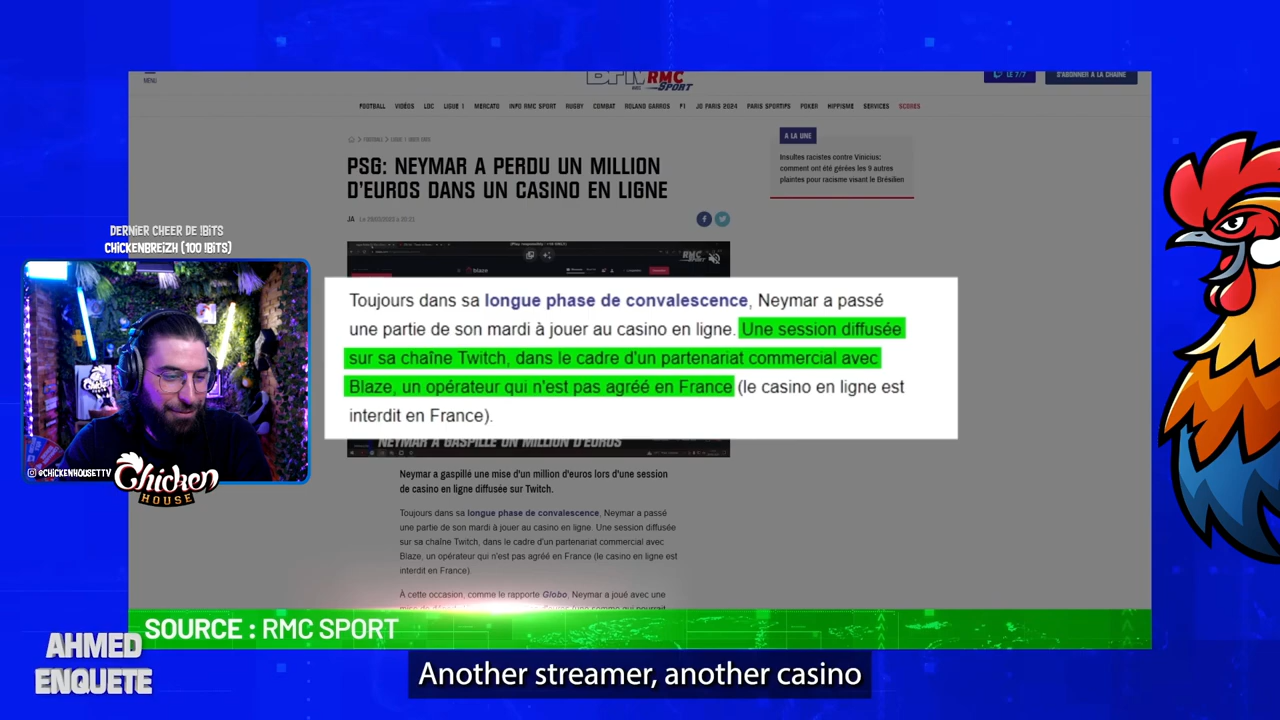 MENU
RMC
SPORT
LE 7/7
S'ABONNER A LA CHAINE
FOOTBALL VIDÉOS LDC LIGUE 1 MERCATO INFO RMC SPORT RUGBY COMBAT ROLAND GARROS F1 JO PARIS 2024 PARIS SPORTIFS POKER HIPPISME SERVICES SCORES
A LA UNE
Insultes racistes contre Vinicius:
comment ont été gérées les 9 autres
plaintes pour racisme visant le Brésilien
PSG: NEYMAR A PERDU UN MILLION
D'EUROS DANS UN CASINO EN LIGNE
JA
DERNIER CHEER DE !BITS
CHICKENBREIZH (100 !BITS)
blaze
RMC
Toujours dans sa longue phase de convalescence, Neymar a passé
une partie de son mardi à jouer au casino en ligne. Une session diffusée
sur sa chaîne Twitch, dans le cadre d'un partenariat commercial avec
Blaze, un opérateur qui n'est pas agréé en France (le casino en ligne est
interdit en France).
NEYMAR A GASPILLÉ UN MILLION D'EUROS
@CHICKENHOUSETTV
Chicken
HOUSE
Neymar a gaspillé une mise d'un million d'euros lors d'une session
de casino en ligne diffusée sur Twitch.
Toujours dans sa longue phase de convalescence, Neymar a passé
une partie de son mardi à jouer au casino en ligne. Une session diffusée
sur sa chaîne Twitch, dans le cadre d'un partenariat commercial avec
Blaze, un opérateur qui n'est pas agréé en France (le casino en ligne est
interdit en France).
À cette occasion, comme le rapporte Globo, Neymar a joué avec une
SOURCE : RMC SPORT
AHMED
ENQUETE
Another streamer, another casino